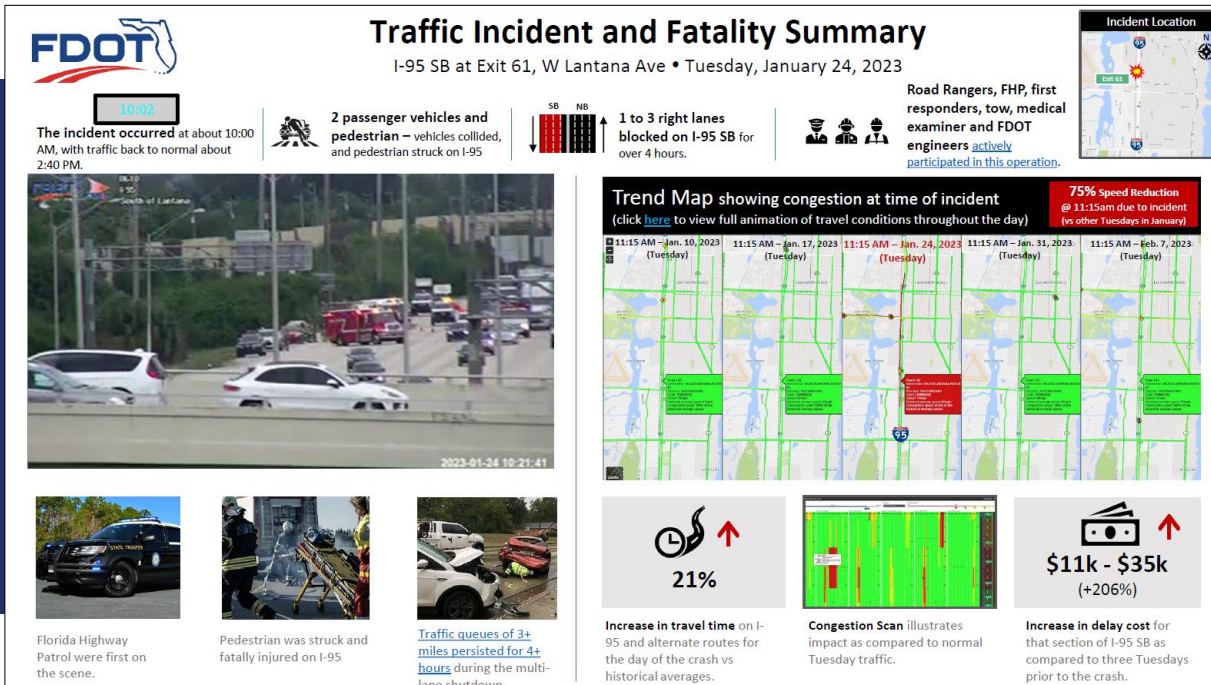 FDOT
Traffic Incident and Fatality Summary
I-95 SB at Exit 61, W Lantana Ave • Tuesday, January 24, 2023
Incident Location
N
95
Exit 61
95
10:02
The incident occurred at about 10:00
AM, with traffic back to normal about
2:40 PM.
2 passenger vehicles and
pedestrian – vehicles collided,
and pedestrian struck on I-95
SB NB
1 to 3 right lanes
blocked on I-95 SB for
over 4 hours.
Road Rangers, FHP, first
responders, tow, medical
examiner and FDOT
engineers actively
participated in this operation.
I-95
South of Lantana
2023-01-24 10:21:41
Trend Map showing congestion at time of incident
(click here to view full animation of travel conditions throughout the day)
75% Speed Reduction
@ 11:15am due to incident
(vs other Tuesdays in January)
11:15 AM – Jan. 10, 2023
(Tuesday)
11:15 AM – Jan. 17, 2023
(Tuesday)
11:15 AM – Jan. 24, 2023
(Tuesday)
11:15 AM – Jan. 31, 2023
(Tuesday)
11:15 AM – Feb. 7, 2023
(Tuesday)
95
STATE TROOPER
Florida Highway
Patrol were first on
the scene.
Pedestrian was struck and
fatally injured on I-95
Traffic queues of 3+
miles persisted for 4+
hours during the multi-
lane shutdown
21%
Increase in travel time on I-
95 and alternate routes for
the day of the crash vs
historical averages.
Congestion Scan illustrates
impact as compared to normal
Tuesday traffic.
$11k - $35k
(+206%)
Increase in delay cost for
that section of I-95 SB as
compared to three Tuesdays
prior to the crash.